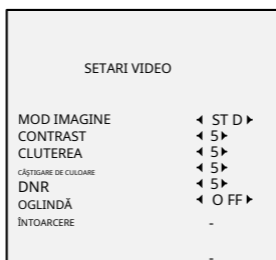 SETARI VIDEO
MOD IMAGINE ◂ ST D ▸
CONTRAST ◂ 5 ▸
CLUTEREA ◂ 5 ▸
CÂȘTIGARE DE CULOARE ◂ 5 ▸
DNR ◂ 5 ▸
OGLINDĂ ◂ O FF ▸
ÎNTOARCERE -
-